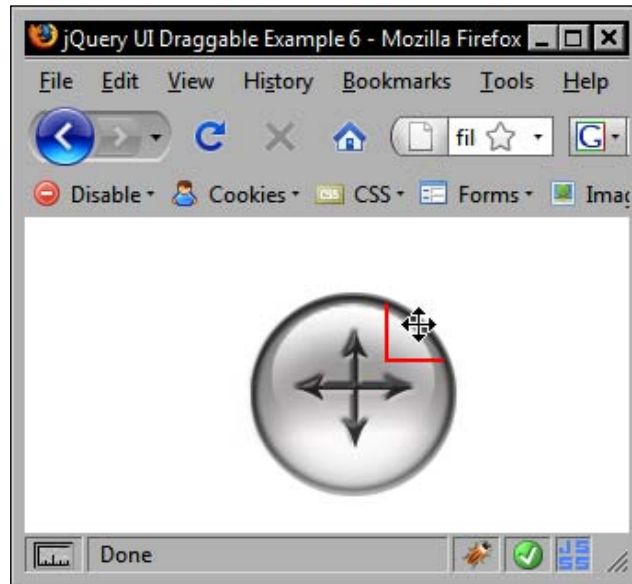 jQuery UI Draggable Example 6 - Mozilla Firefox
File Edit View History Bookmarks Tools Help
fil G
Disable Cookies CSS Forms Imag
Done